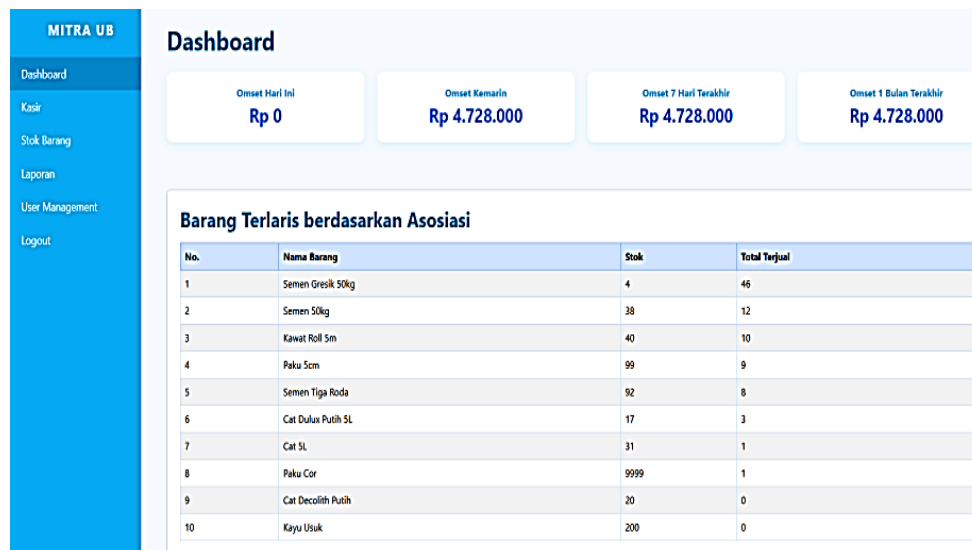 MITRA UB
Dashboard
Kasir
Stok Barang
Laporan
User Management
Logout
Dashboard
Omset Hari Ini
Rp 0
Omset Kemarin
Rp 4.728.000
Omset 7 Hari Terakhir
Rp 4.728.000
Omset 1 Bulan Terakhir
Rp 4.728.000
Barang Terlaris berdasarkan Asosiasi
No. Nama Barang Stok Total Terjual
1 Semen Gresik 50kg 4 46
2 Semen 50kg 38 12
3 Kawat Roll 5m 40 10
4 Paku 5cm 99 9
5 Semen Tiga Roda 92 8
6 Cat Dulux Putih 5L 17 3
7 Cat 5L 31 1
8 Paku Cor 9999 1
9 Cat Decolith Putih 20 0
10 Kayu Usuk 200 0